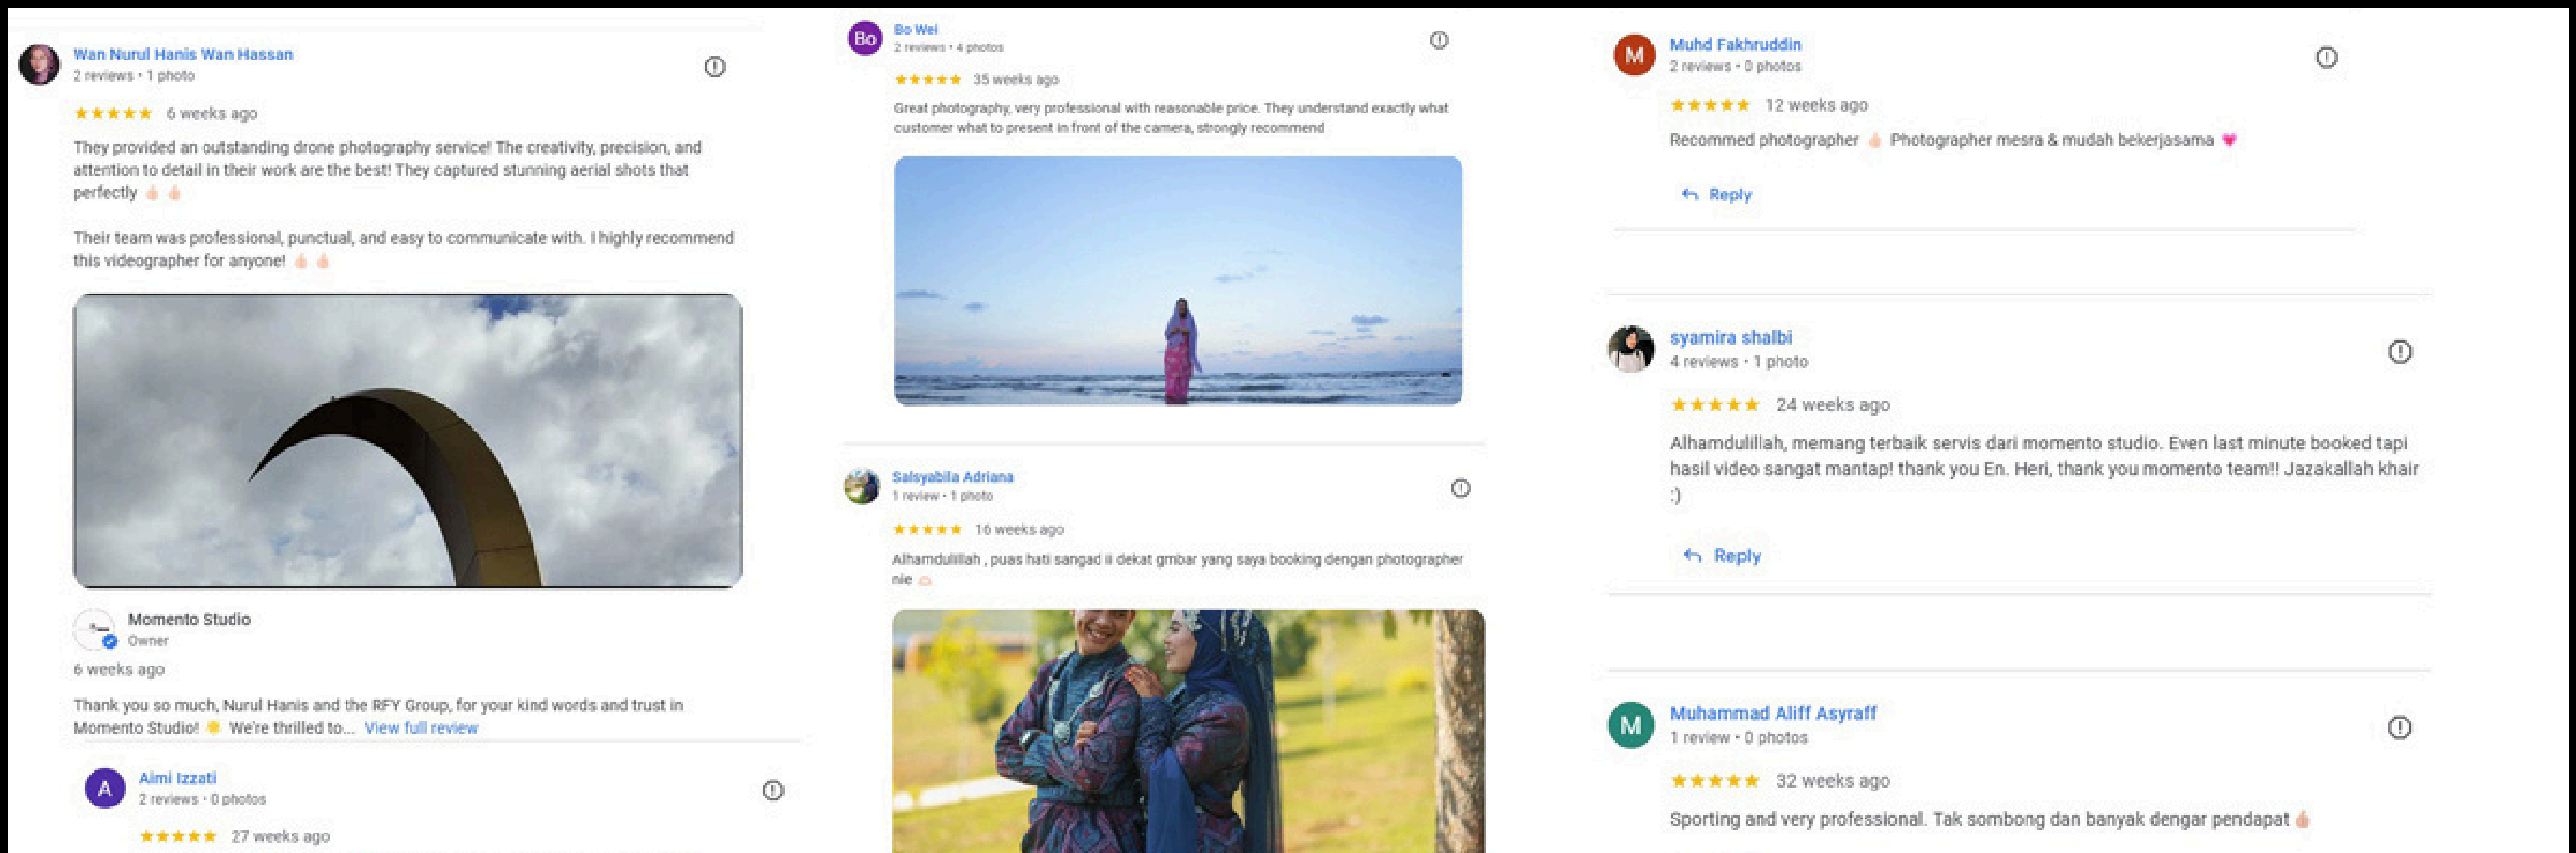 Wan Nurul Hanis Wan Hassan
2 reviews • 1 photo
6 weeks ago
They provided an outstanding drone photography service! The creativity, precision, and
attention to detail in their work are the best! They captured stunning aerial shots that
perfectly 👍🏻 👍🏻
Their team was professional, punctual, and easy to communicate with. I highly recommend
this videographer for anyone! 👍🏻 👍🏻
Momento Studio
Owner
6 weeks ago
Thank you so much, Nurul Hanis and the RFY Group, for your kind words and trust in
Momento Studio! 🌟 We're thrilled to... View full review
A
Aimi Izzati
2 reviews • 0 photos
27 weeks ago
Bo
Bo Wei
2 reviews • 4 photos
35 weeks ago
Great photography, very professional with reasonable price. They understand exactly what
customer what to present in front of the camera, strongly recommend
Salsyabila Adriana
1 review • 1 photo
16 weeks ago
Alhamdulillah , puas hati sangad ii dekat gmbar yang saya booking dengan photographer
nie 🫶🏻
M
Muhd Fakhruddin
2 reviews • 0 photos
12 weeks ago
Recommed photographer 👍🏻 Photographer mesra & mudah bekerjasama 💗
Reply
syamira shalbi
4 reviews • 1 photo
24 weeks ago
Alhamdulillah, memang terbaik servis dari momento studio. Even last minute booked tapi
hasil video sangat mantap! thank you En. Heri, thank you momento team!! Jazakallah khair
:)
Reply
M
Muhammad Aliff Asyraff
1 review • 0 photos
32 weeks ago
Sporting and very professional. Tak sombong dan banyak dengar pendapat 👍🏻